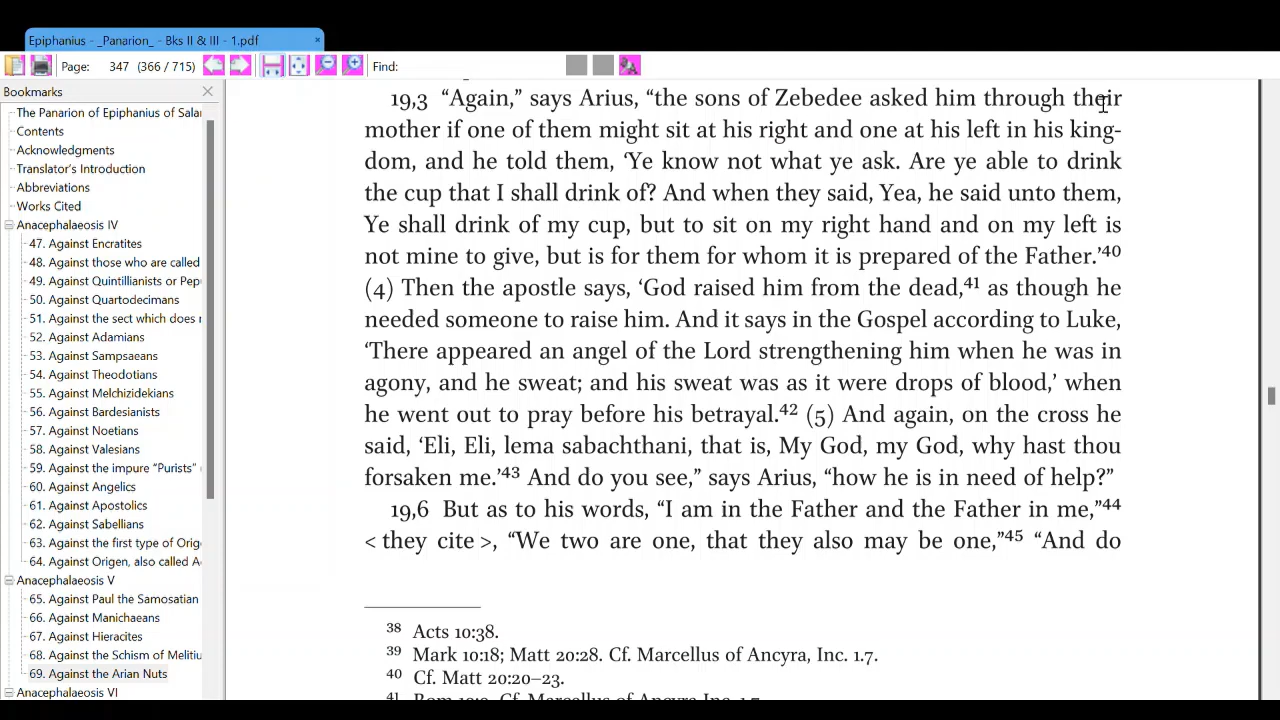 Epiphanius - _Panarion_ - Bks II & III - 1.pdf
Page: 347 (366 / 715) Find:
Bookmarks
The Panarion of Epiphanius of Sala
Contents
Acknowledgments
Translator's Introduction
Abbreviations
Works Cited
Anacephalaeosis IV
47. Against Encratites
48. Against those who are called
49. Against Quintillianists or Pep
50. Against Quartodecimans
51. Against the sect which does r
52. Against Adamians
53. Against Sampsaeans
54. Against Theodotians
55. Against Melchizidekians
56. Against Bardesianists
57. Against Noetians
58. Against Valesians
59. Against the impure “Purists” (
60. Against Angelics
61. Against Apostolics
62. Against Sabellians
63. Against the first type of Orig
64. Against Origen, also called A
Anacephalaeosis V
65. Against Paul the Samosatian
66. Against Manichaeans
67. Against Hieracites
68. Against the Schism of Melitiu
69. Against the Arian Nuts
Anacephalaeosis VI
19,3 “Again,” says Arius, “the sons of Zebedee asked him through their
mother if one of them might sit at his right and one at his left in his king-
dom, and he told them, ‘Ye know not what ye ask. Are ye able to drink
the cup that I shall drink of? And when they said, Yea, he said unto them,
Ye shall drink of my cup, but to sit on my right hand and on my left is
not mine to give, but is for them for whom it is prepared of the Father.’40
(4) Then the apostle says, ‘God raised him from the dead,41 as though he
needed someone to raise him. And it says in the Gospel according to Luke,
‘There appeared an angel of the Lord strengthening him when he was in
agony, and he sweat; and his sweat was as it were drops of blood,’ when
he went out to pray before his betrayal.42 (5) And again, on the cross he
said, ‘Eli, Eli, lema sabachthani, that is, My God, my God, why hast thou
forsaken me.’43 And do you see,” says Arius, “how he is in need of help?”
19,6 But as to his words, “I am in the Father and the Father in me,”44
< they cite >, “We two are one, that they also may be one,”45 “And do
38 Acts 10:38.
39 Mark 10:18; Matt 20:28. Cf. Marcellus of Ancyra, Inc. 1.7.
40 Cf. Matt 20:20–23.